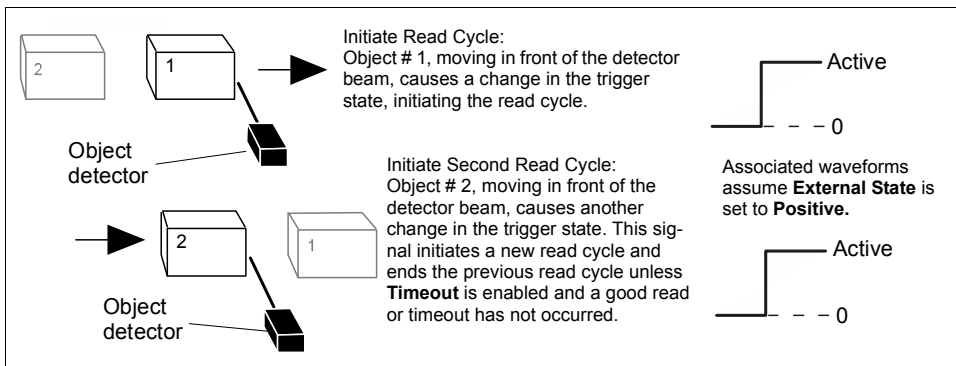 2
1
Initiate Read Cycle:
Object # 1, moving in front of the detector
beam, causes a change in the trigger
state, initiating the read cycle.
Active
0
Object
detector
Initiate Second Read Cycle:
Object # 2, moving in front of the
detector beam, causes another
change in the trigger state. This sig-
nal initiates a new read cycle and
ends the previous read cycle unless
Timeout is enabled and a good read
or timeout has not occurred.
Associated waveforms
assume External State is
set to Positive.
2
1
Active
0
Object
detector